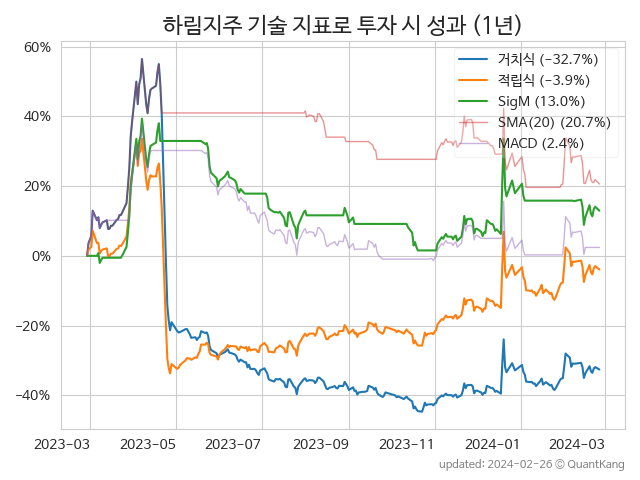 하림지주 기술 지표로 투자 시 성과 (1년)
60%
40%
20%
0%
−20%
−40%
거치식 (−32.7%)
적립식 (−3.9%)
SigM (13.0%)
SMA(20) (20.7%)
MACD (2.4%)
2023−03
2023−05
2023−07
2023−09
2023−11
2024−01
2024−03
updated: 2024-02-26 ⓒ QuantKang